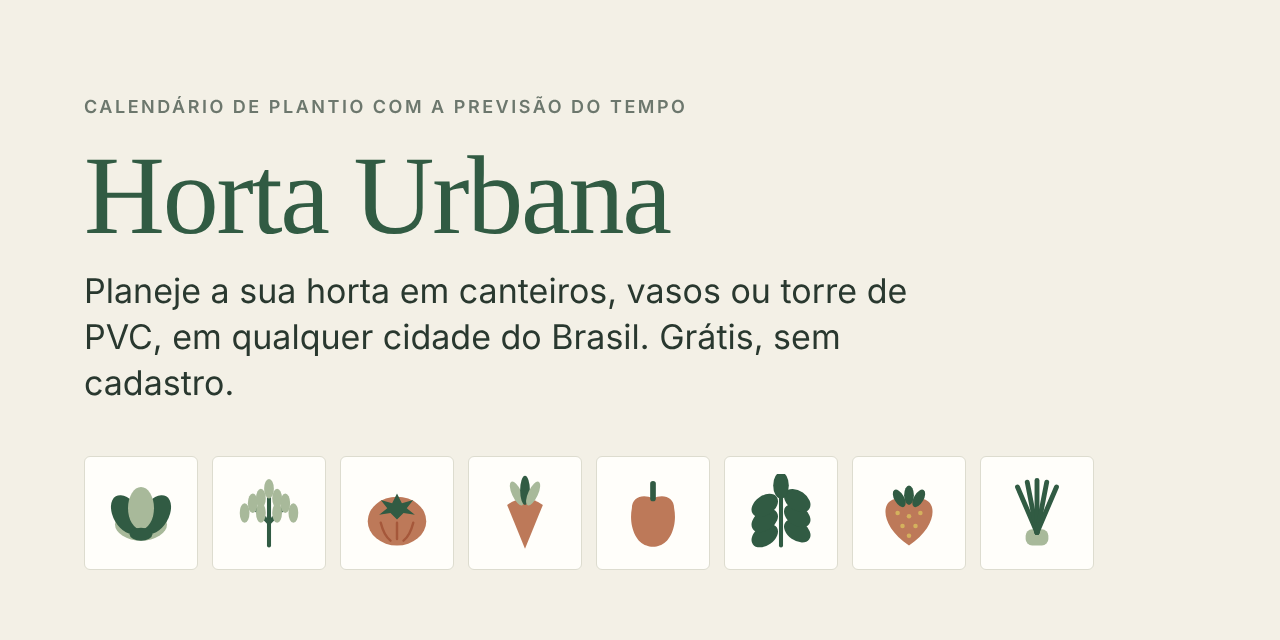 CALENDÁRIO DE PLANTIO COM A PREVISÃO DO TEMPO
Horta Urbana
Planeje a sua horta em canteiros, vasos ou torre de
PVC, em qualquer cidade do Brasil. Grátis, sem
cadastro.